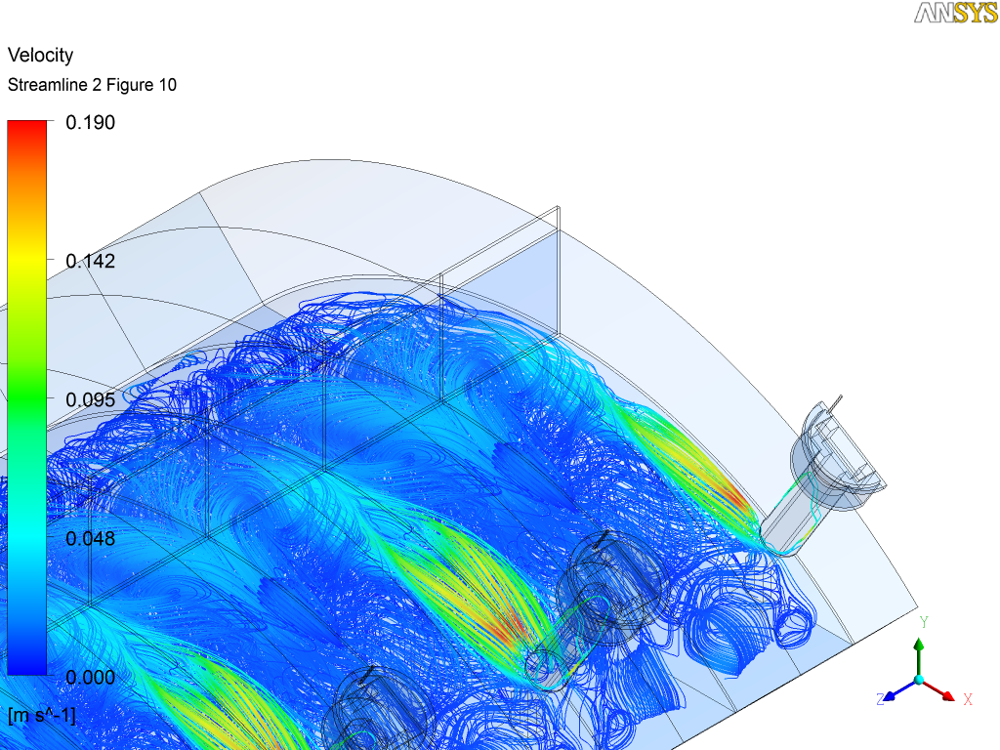 ANSYS
Velocity
Streamline 2 Figure 10
0.190
0.142
0.095
0.048
0.000
[m s^-1]
Y
Z
X